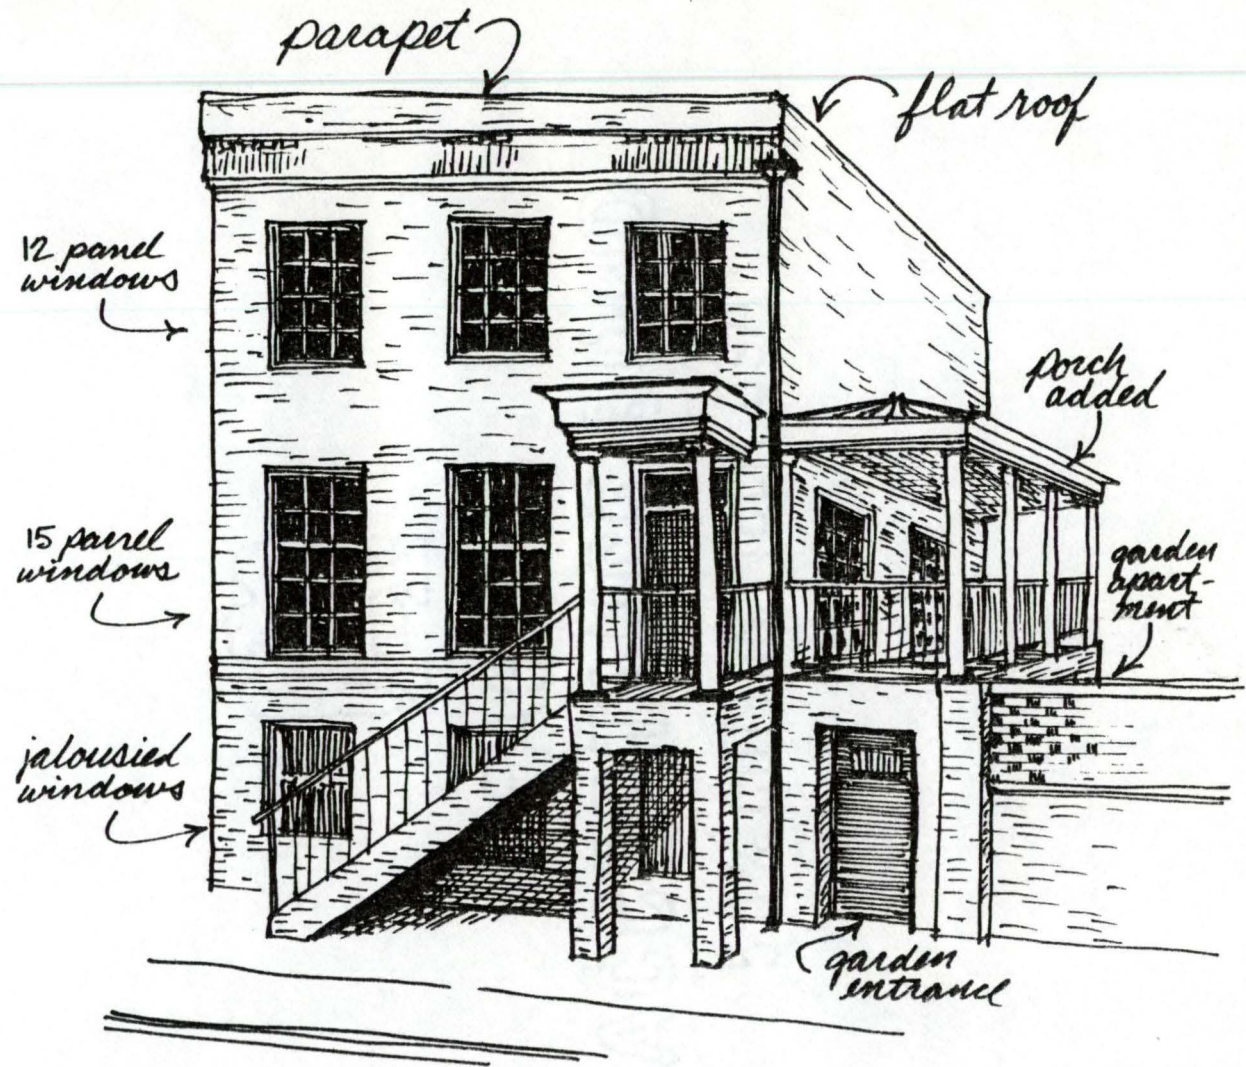 parapet
flat roof
12 panel
windows
porch
added
15 panel
windows
garden
apart-
ment
jalousied
windows
garden
entrance